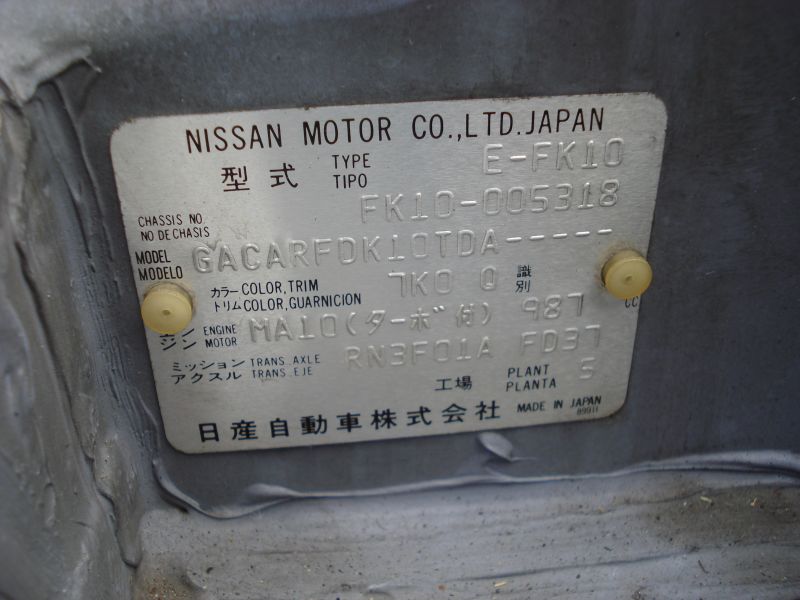 NISSAN MOTOR CO.,LTD.JAPAN
型式 TYPE TIPO E-FK10
CHASSIS NO. NO DE CHASIS FK10-005318
MODEL MODELO GACARFDK10TDA-----
カラー COLOR,TRIM トリム COLOR,GUARNICION 7K0 Q 識別
エンジン ENGINE MOTOR MA10(ターボ付) 987 CC
ミッション TRANS.AXLE アクスル TRANS.EJE RN3F01A FD37
工場 PLANT PLANTA S
日産自動車株式会社 MADE IN JAPAN
89911